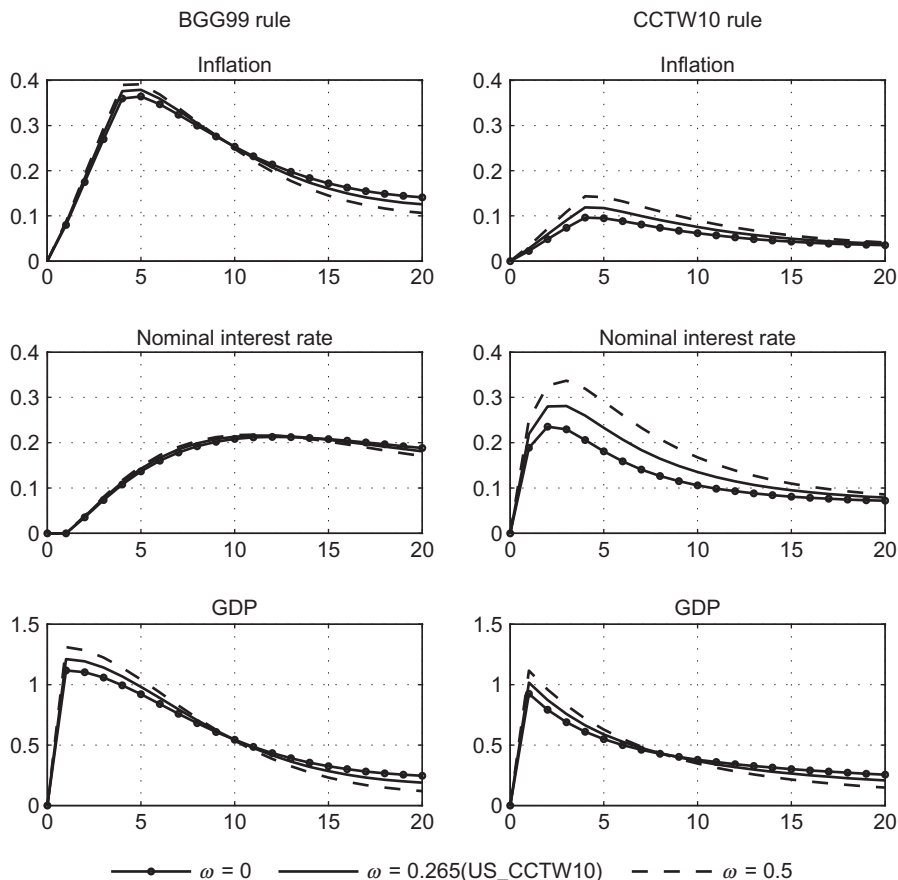 BGG99 rule
CCTW10 rule
Inflation
0.4
0.3
0.2
0.1
0
0 5 10 15 20
Inflation
0.4
0.3
0.2
0.1
0
0 5 10 15 20
Nominal interest rate
0.4
0.3
0.2
0.1
0
0 5 10 15 20
Nominal interest rate
0.4
0.3
0.2
0.1
0
0 5 10 15 20
GDP
1.5
1
0.5
0
0 5 10 15 20
GDP
1.5
1
0.5
0
0 5 10 15 20
ω = 0 ω = 0.265(US_CCTW10) ω = 0.5